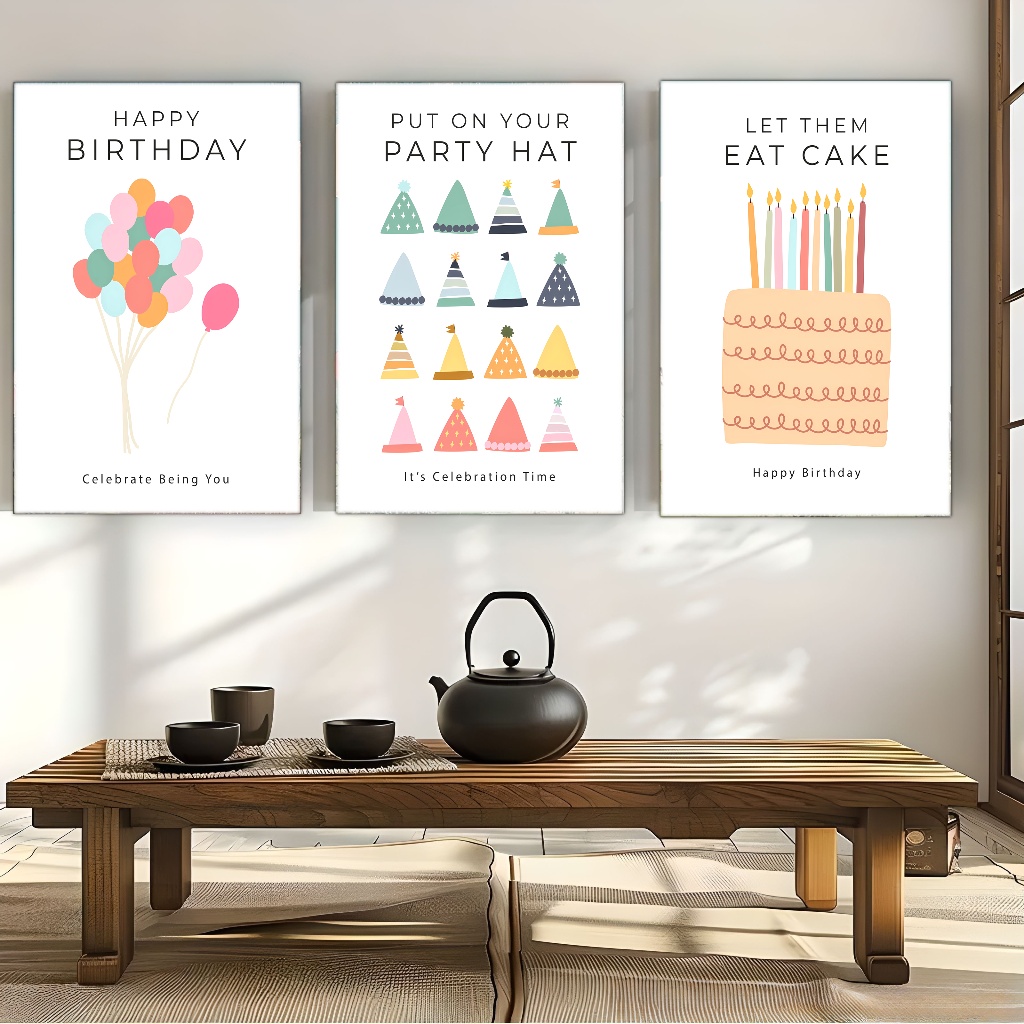 HAPPY
BIRTHDAY
Celebrate Being You
PUT ON YOUR
PARTY HAT
It's Celebration Time
LET THEM
EAT CAKE
Happy Birthday